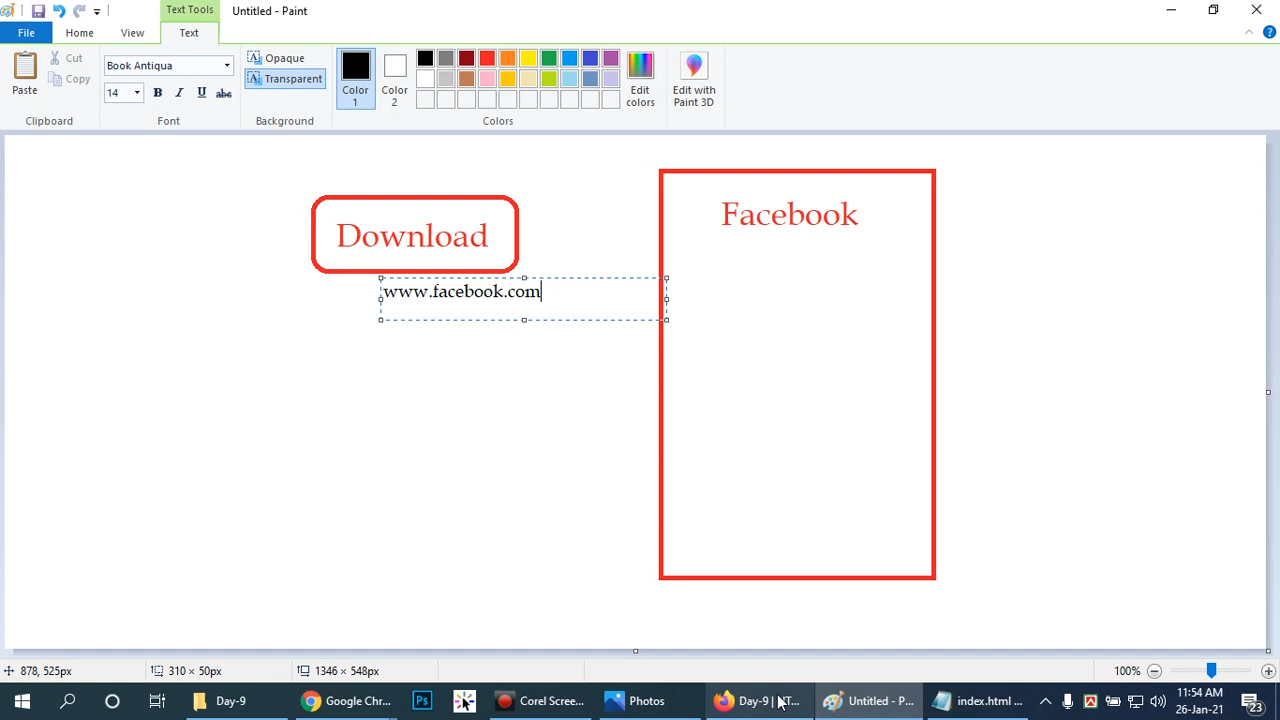 Text Tools
Untitled - Paint
File
Home
View
Text
Paste
Cut
Copy
Clipboard
Book Antiqua
14
B I U abc
Font
Opaque
Transparent
Background
Color 1
Color 2
Edit colors
Colors
Edit with Paint 3D
Download
www.facebook.com
Facebook
878, 525px
310 × 50px
1346 × 548px
100%
Day-9
Google Chr...
Ps
Corel Scree...
Photos
Day-9
Untitled - P...
index.html ...
11:54 AM
26-Jan-21
23